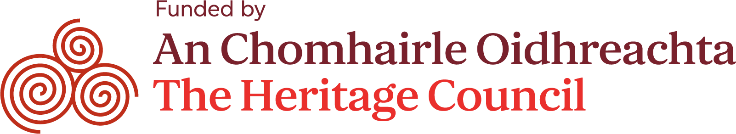 Funded by
An Chomhairle Oidhreachta
The Heritage Council